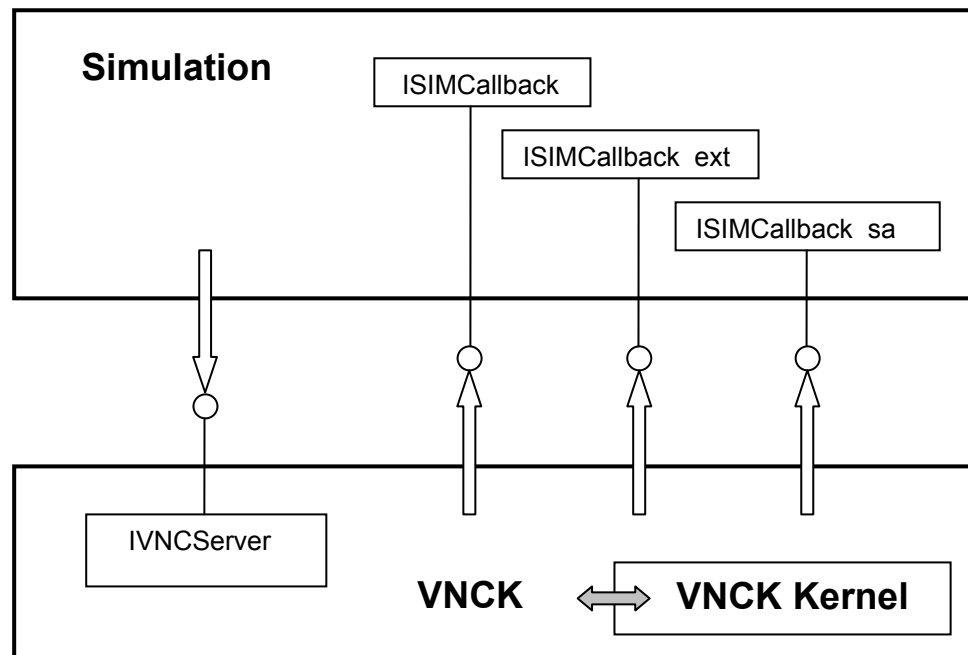 Simulation
ISIMCallback
ISIMCallback ext
ISIMCallback sa
IVNCServer
VNCK
VNCK Kernel